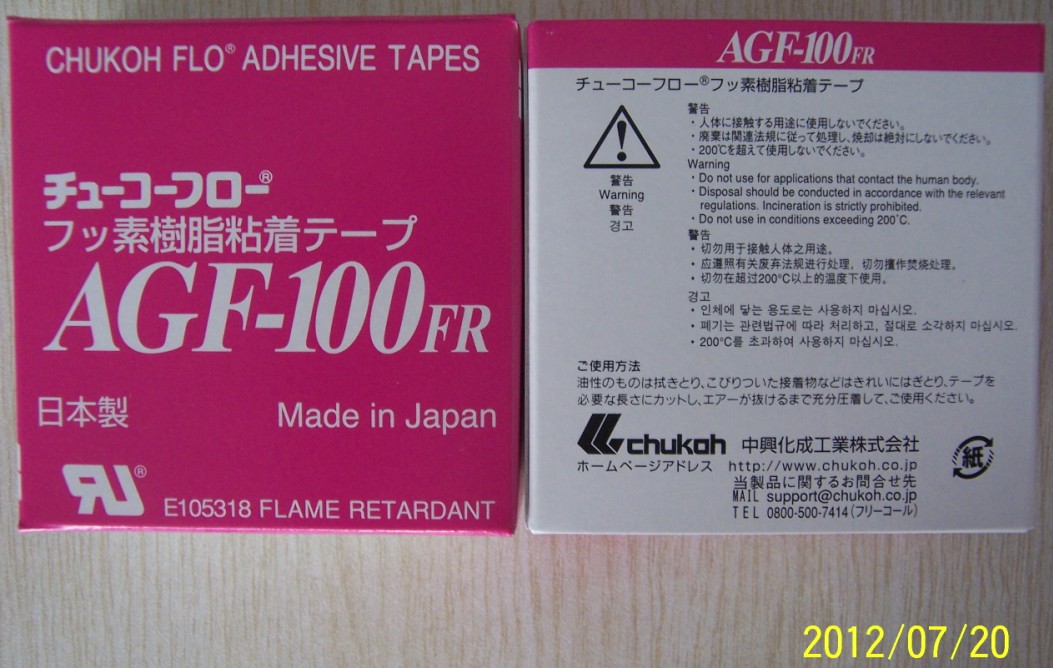 CHUKOH FLO® ADHESIVE TAPES
チューコーフロー®
フッ素樹脂粘着テープ
AGF-100FR
日本製 Made in Japan
RU®
E105318 FLAME RETARDANT
AGF-100FR
チューコーフロー®フッ素樹脂粘着テープ
警告
Warning
警告
경고
警告
・人体に接触する用途に使用しないでください。
・廃棄は関連法規に従って処理し、焼却は絶対にしないでください。
・200℃を超えて使用しないでください。
Warning
・Do not use for applications that contact the human body.
・Disposal should be conducted in accordance with the relevant
regulations. Incineration is strictly prohibited.
・Do not use in conditions exceeding 200˚C.
警告
・切勿用于接触人体之用途。
・应遵照有关废弃法规进行处理，切勿擅作焚烧处理。
・切勿在超过200°C以上的温度下使用。
경고
・인체에 닿는 용도로는 사용하지 마십시오.
・폐기는 관련법규에 따라 처리하고, 절대로 소각하지 마십시오.
・200°C를 초과하여 사용하지 마십시오.
ご使用方法
油性のものは拭きとり、こびりついた接着物などはきれいにはぎとり、テープを
必要な長さにカットし、エアーが抜けるまで充分圧着して、ご使用ください。
chukoh 中興化成工業株式会社
ホームページアドレス http://www.chukoh.co.jp
当製品に関するお問合せ先
MAIL support@chukoh.co.jp
TEL 0800-500-7414（フリーコール）
紙
2012/07/20